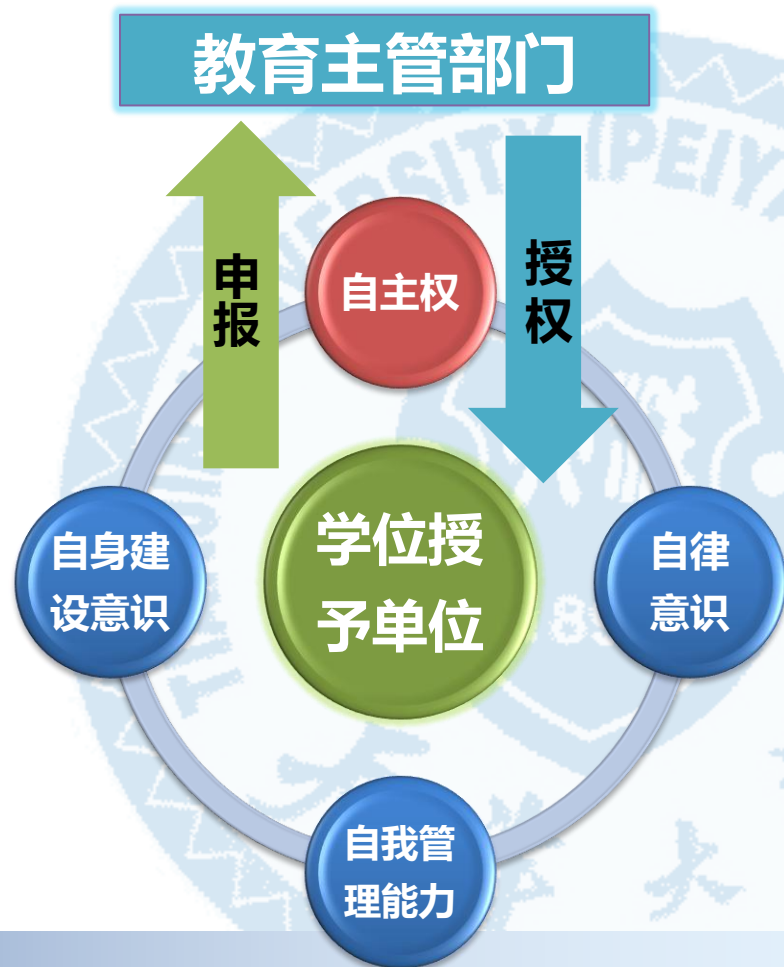 教育主管部门
申报
授权
自主权
学位授
予单位
自身建
设意识
自律
意识
自我管
理能力